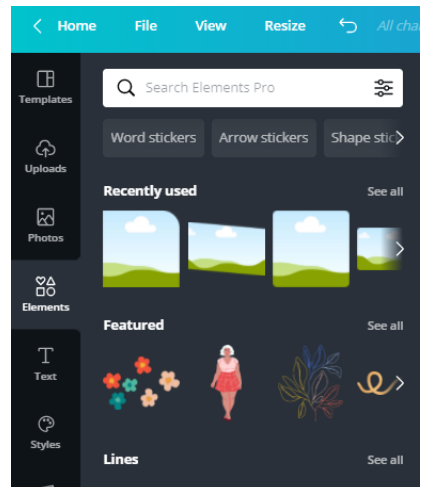 Home File View Resize All cha
Templates
Search Elements Pro
Word stickers Arrow stickers Shape stic
Uploads
Recently used See all
Photos
Elements
Featured See all
Text
Styles
Lines See all